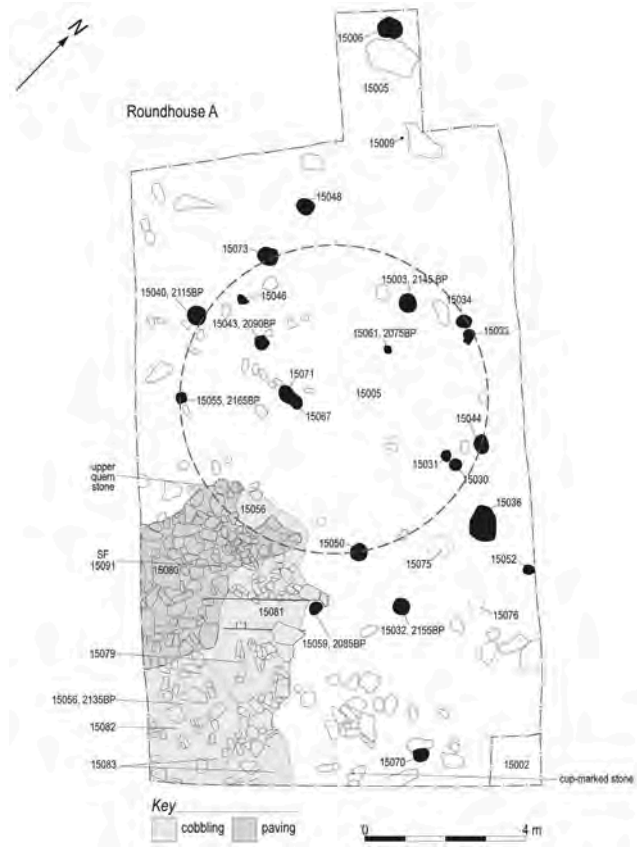 N
15006
15005
Roundhouse A
15009
15048
15073
15040, 2115BP
15046
15003, 2145 BP
15034
15043, 2090BP
15061, 2075BP
15071
15005
15055, 2165BP
15067
15044
upper
quern
stone
15031
15030
15056
15036
15050
SF
15091
15080
15075
15052
15081
15076
15059, 2085BP
15032, 2155BP
15079
15056, 2135BP
15082
15083
15070
15002
cup-marked stone
Key
cobbling
paving
0
4 m